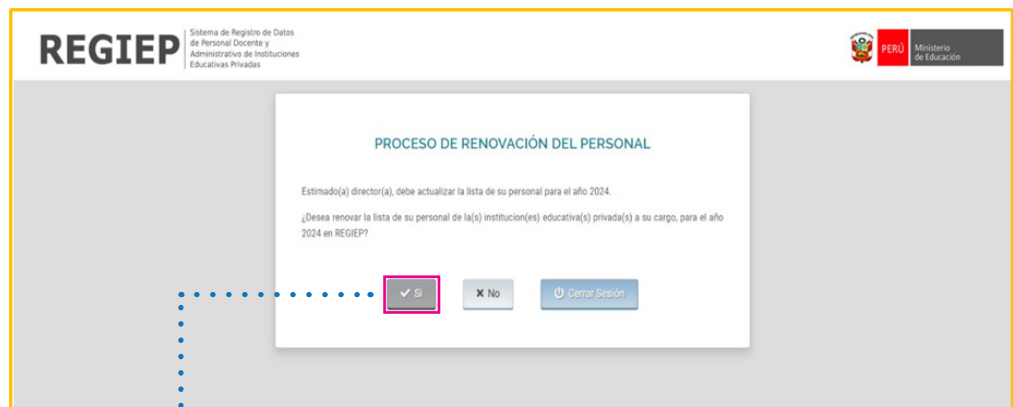 REGIEP
Sistema de Registro de Datos
de Personal Docente y
Administrativo de Instituciones
Educativas Privadas
PERÚ
Ministerio
de Educación
PROCESO DE RENOVACIÓN DEL PERSONAL
Estimado(a) director(a), debe actualizar la lista de su personal para el año 2024.
¿Desea renovar la lista de su personal de la(s) institucion(es) educativa(s) privada(s) a su cargo, para el año
2024 en REGIEP?
Si
No
Cerrar Sesión